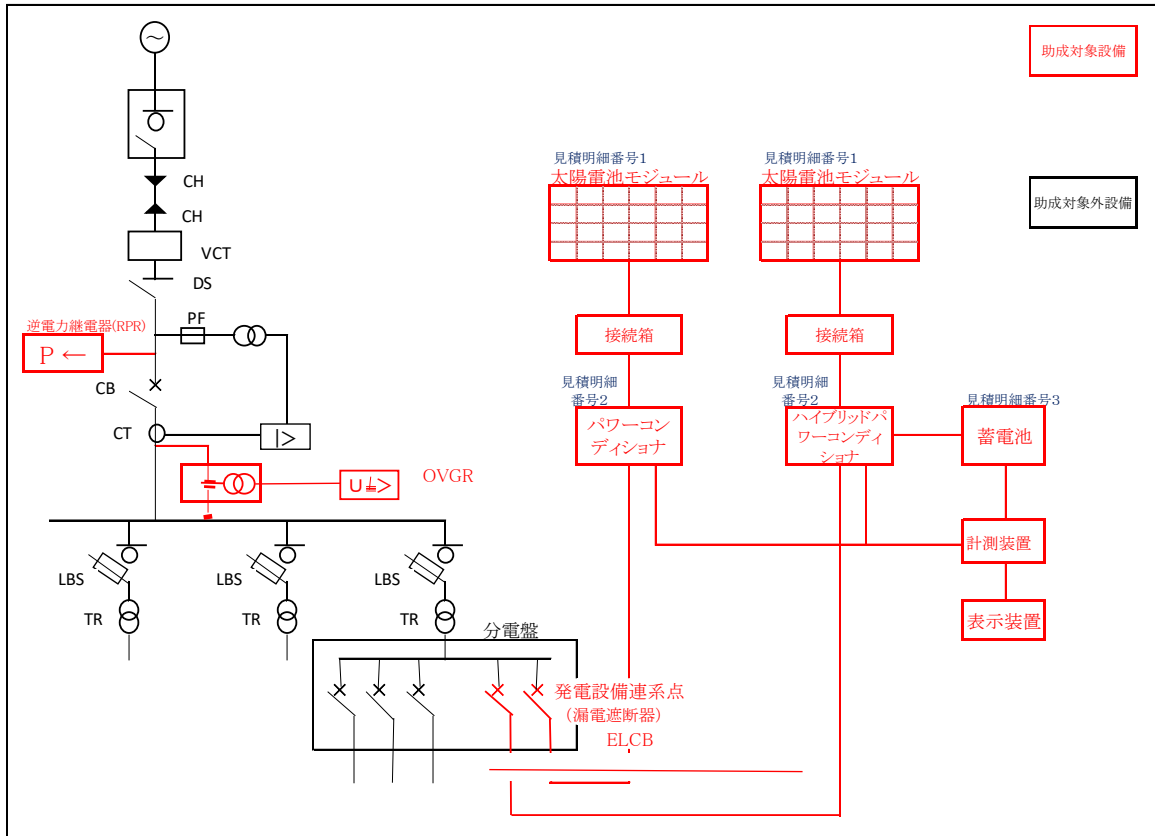 助成対象設備
CH
見積明細番号1
見積明細番号1
太陽電池モジュール
太陽電池モジュール
CH
助成対象外設備
VCT
DS
逆電力継電器(RPR)
PF
P ←
接続箱
接続箱
CB
見積明細
番号2
見積明細
番号2
見積明細番号3
CT
I>
パワーコン
ディショナ
ハイブリッドパ
ワーコンディ
ショナ
蓄電池
OVGR
U >
計測装置
LBS
LBS
LBS
TR
TR
TR
表示装置
分電盤
発電設備連系点
(漏電遮断器)
ELCB